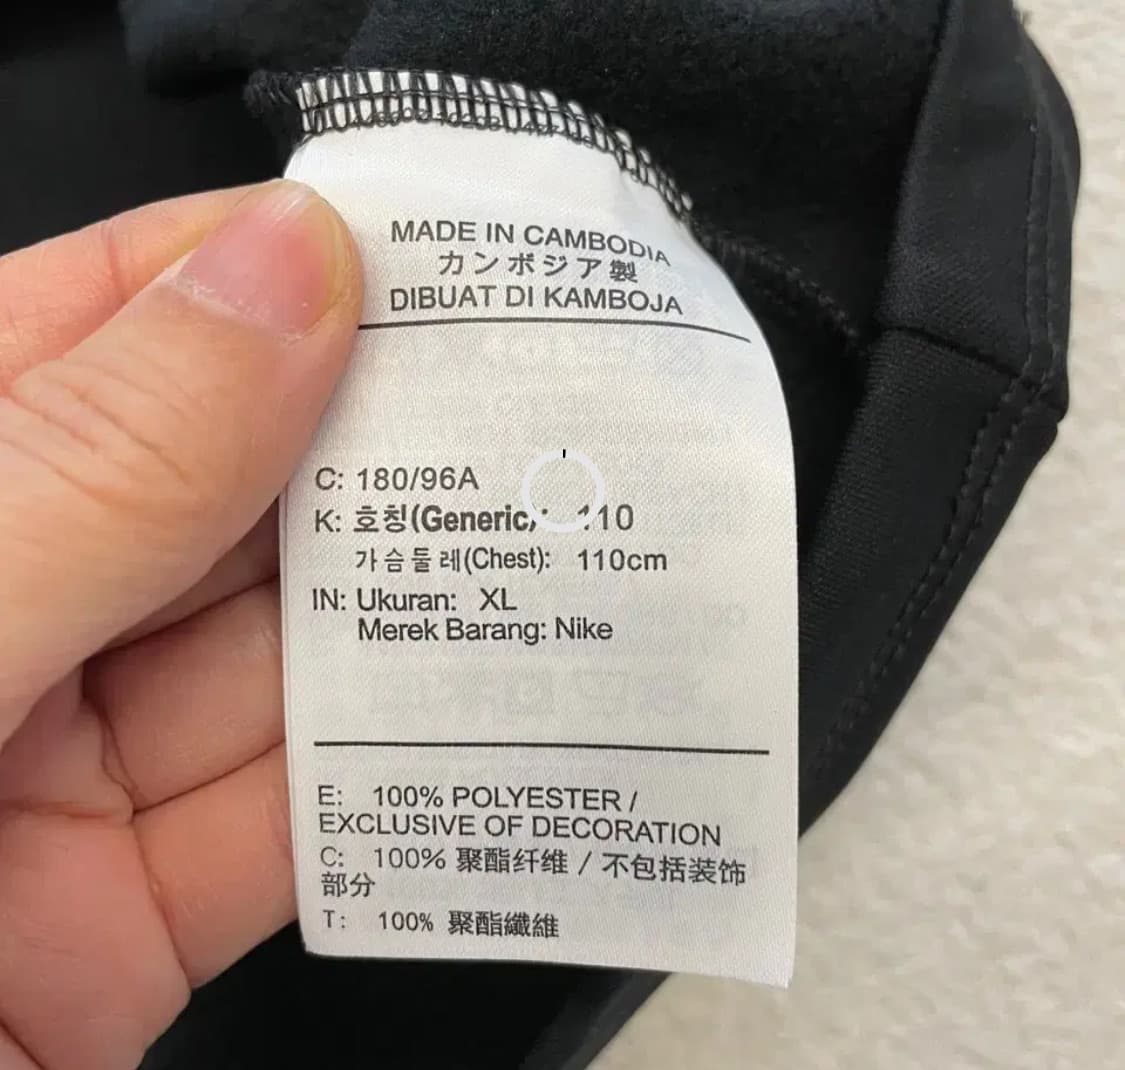 MADE IN CAMBODIA
カンボジア製
DIBUAT DI KAMBOJA
C: 180/96A
K: 호칭(Generic): 110
가슴둘레(Chest): 110cm
IN: Ukuran: XL
Merek Barang: Nike
E: 100% POLYESTER /
EXCLUSIVE OF DECORATION
C: 100% 聚酯纤维 / 不包括装饰
部分
T: 100% 聚酯纖維